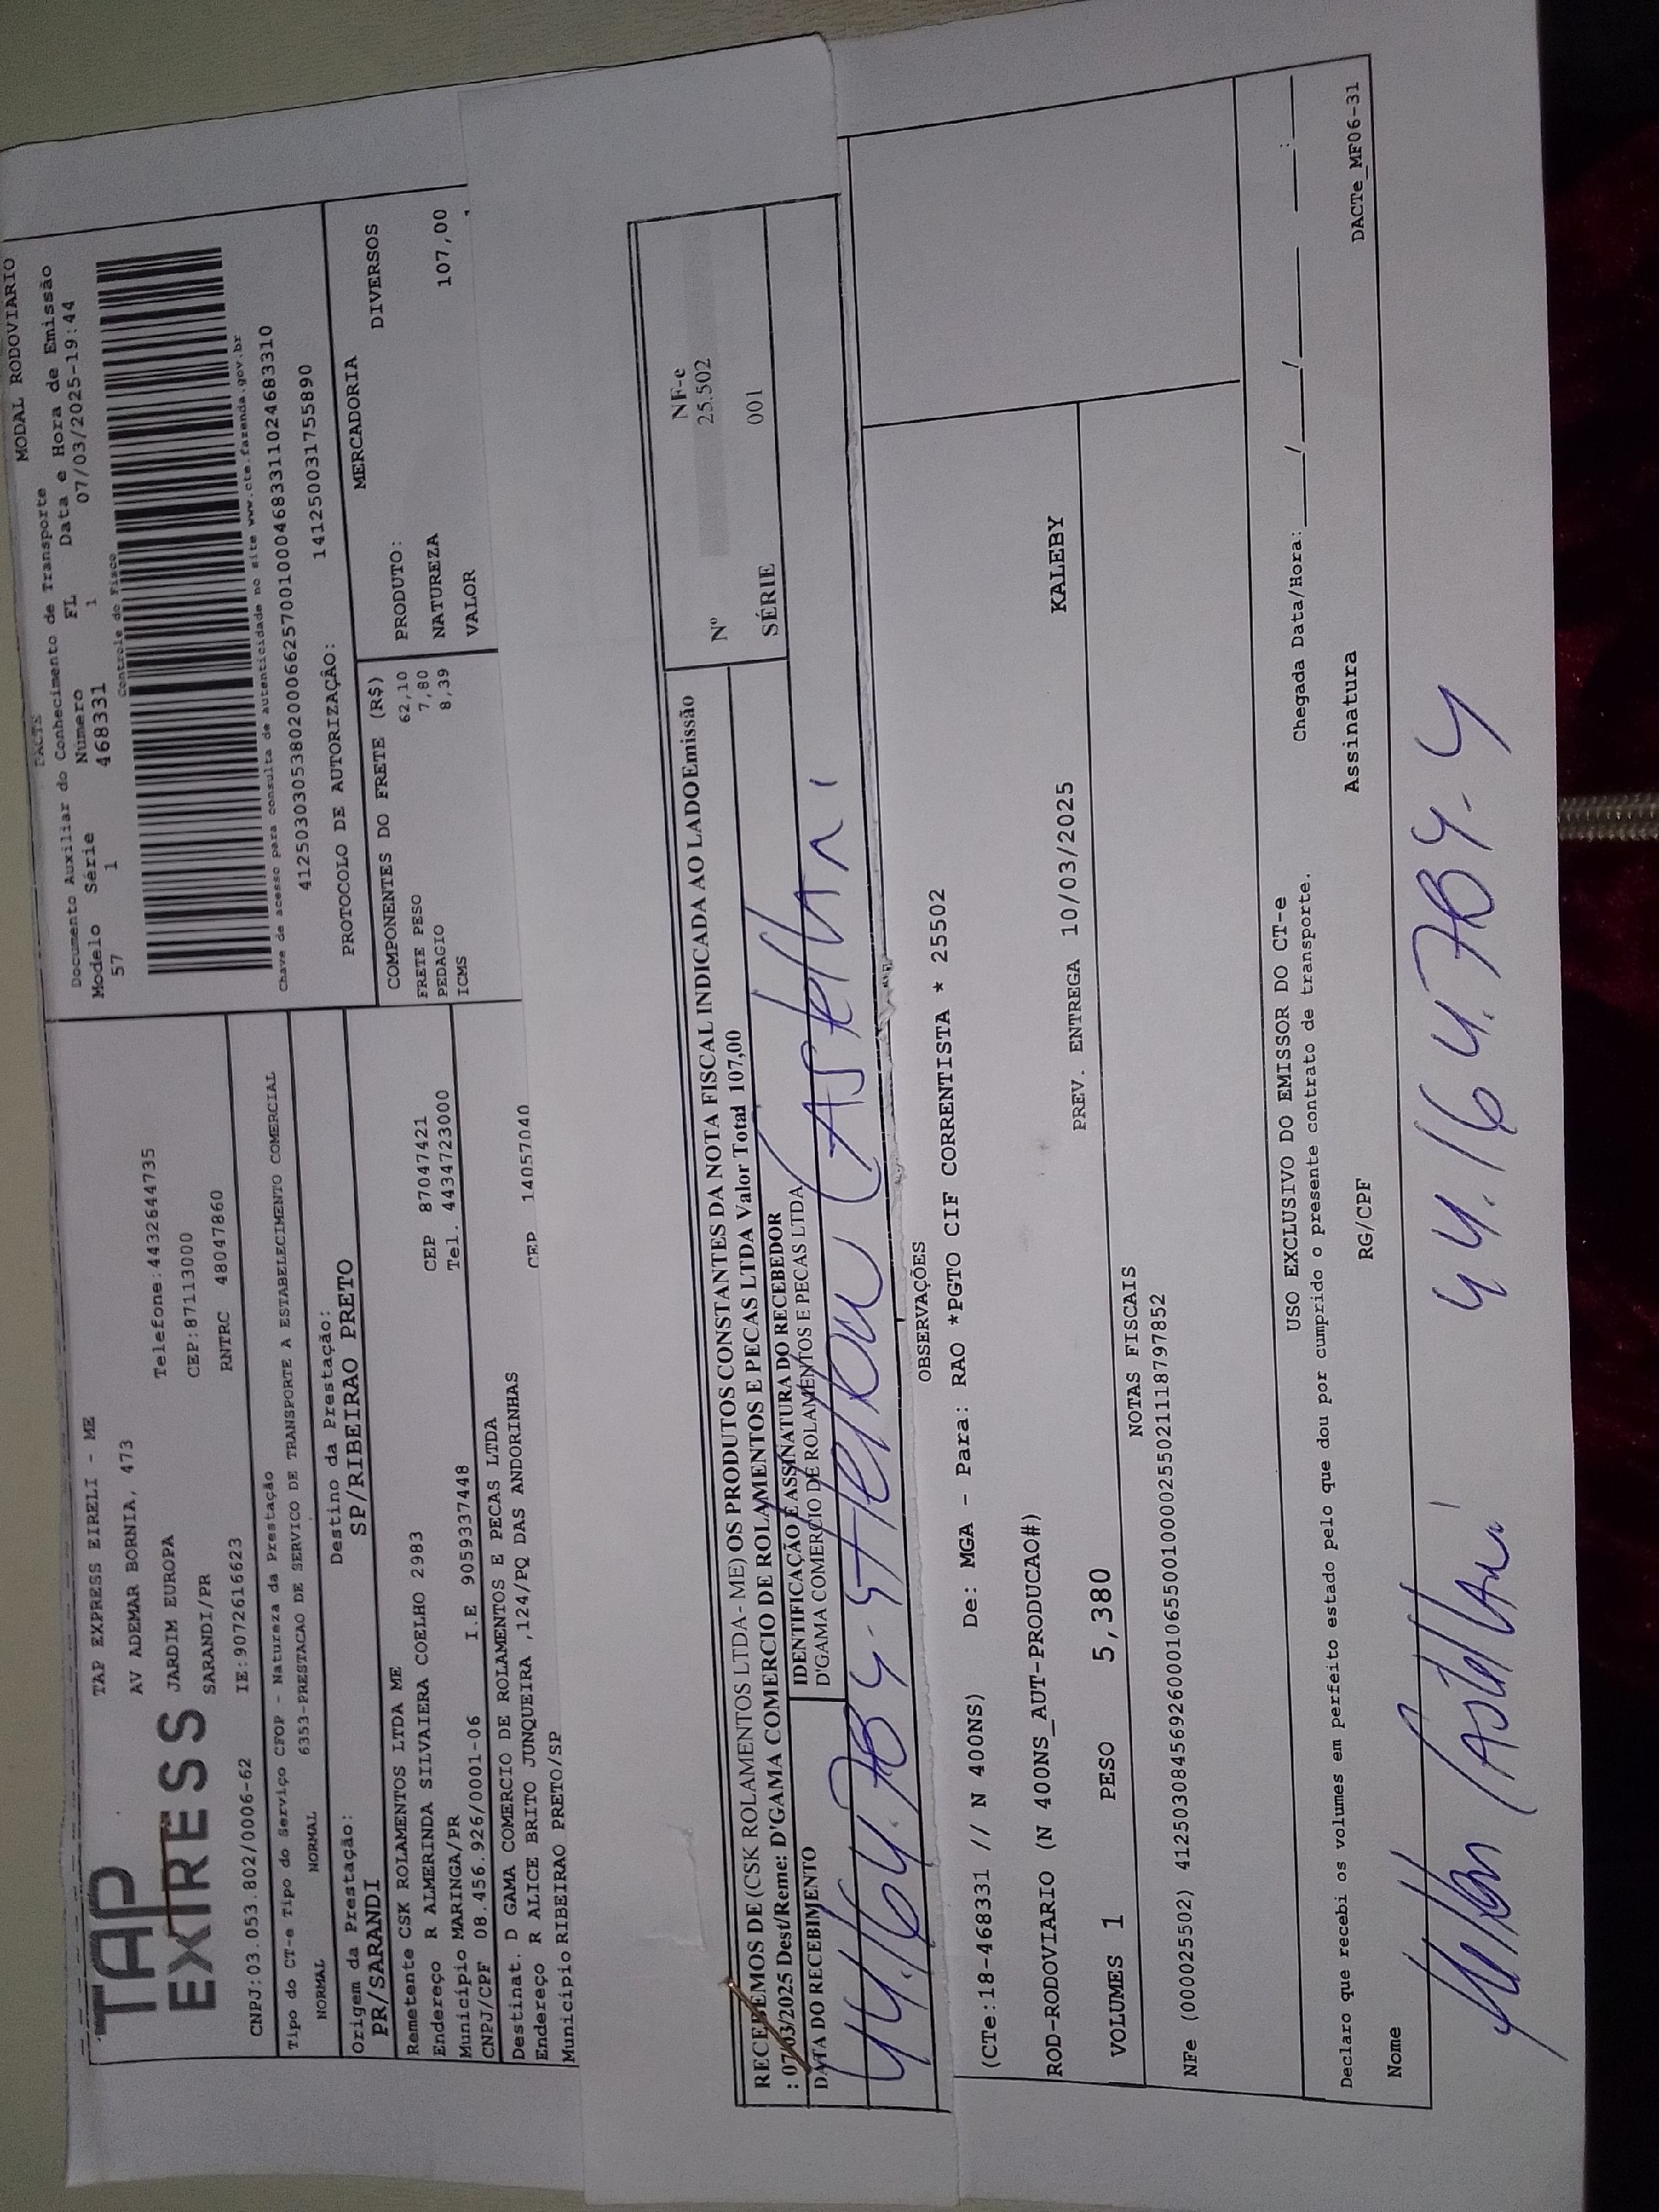 TAP
EXPRESS
TAP EXPRESS EIRELI - ME
AV ADEMAR BORNIA, 473
JARDIM EUROPA
Telefone:4432644735
SARANDI/PR
CEP:87113000
CNPJ:03.053.802/0006-62
IE:9072616623
RNTRC 48047860
DACTE
MODAL RODOVIARIO
Documento Auxiliar do Conhecimento de Transporte
Modelo Série Número FL Data e Hora de Emissão
57 1 468331 1 07/03/2025-19:44
Controle do Fisco
Chave de acesso para consulta de autenticidade no site www.cte.fazenda.gov.br
41250303053802000662570010004683311024683310
Tipo do CT-e Tipo do Serviço CFOP - Natureza da Prestação
NORMAL NORMAL 6353-PRESTACAO DE SERVICO DE TRANSPORTE A ESTABELECIMENTO COMERCIAL
PROTOCOLO DE AUTORIZAÇÃO: 141250031755890
Origem da Prestação: Destino da Prestação:
PR/SARANDI SP/RIBEIRAO PRETO
COMPONENTES DO FRETE (R$)
FRETE PESO 62,10
PEDAGIO 7,80
ICMS 8,39
MERCADORIA
PRODUTO:
NATUREZA DIVERSOS
VALOR 107,00
Remetente CSK ROLAMENTOS LTDA ME
Endereço R ALMERINDA SILVAIERA COELHO 2983
Município MARINGA/PR CEP 87047421
CNPJ/CPF 08.456.926/0001-06 I.E 9059337448 Tel. 4434723000
Destinat. D GAMA COMERCIO DE ROLAMENTOS E PECAS LTDA
Endereço R ALICE BRITO JUNQUEIRA ,124/PQ DAS ANDORINHAS
Município RIBEIRAO PRETO/SP CEP 14057040
RECEBEMOS DE (CSK ROLAMENTOS LTDA- ME) OS PRODUTOS CONSTANTES DA NOTA FISCAL INDICADA AO LADOEmissão
: 07/03/2025 Dest/Reme: D'GAMA COMERCIO DE ROLAMENTOS E PECAS LTDA Valor Total 107,00
DATA DO RECEBIMENTO
IDENTIFICAÇÃO E ASSINATURA DO RECEBEDOR
D'GAMA COMERCIO DE ROLAMENTOS E PECAS LTDA
NF-e
Nº 25.502
SÉRIE 001
OBSERVAÇÕES
(CTe:18-468331 // N 400NS) De: MGA - Para: RAO *PGTO CIF CORRENTISTA * 25502
ROD-RODOVIARIO (N 400NS_AUT-PRODUCAO#)
PREV. ENTREGA 10/03/2025 KALEBY
VOLUMES 1 PESO 5,380
NOTAS FISCAIS
NFe (000025502) 41250308456926000106550010000255021118797852
USO EXCLUSIVO DO EMISSOR DO CT-e
Declaro que recebi os volumes em perfeito estado pelo que dou por cumprido o presente contrato de transporte.
Chegada Data/Hora:___/___/_____ ___:___
Nome RG/CPF Assinatura
DACTe_MF06-31